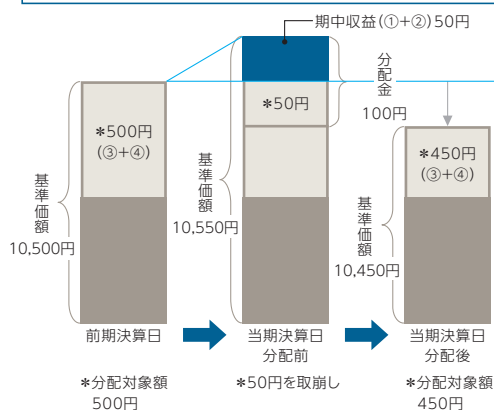 期中収益(①+②)50円
分配金
100円
*50円
*500円
(③+④)
*450円
(③+④)
基準価額
10,500円
基準価額
10,550円
基準価額
10,450円
前期決算日
当期決算日
分配前
当期決算日
分配後
*分配対象額
500円
*50円を取崩し
*分配対象額
450円